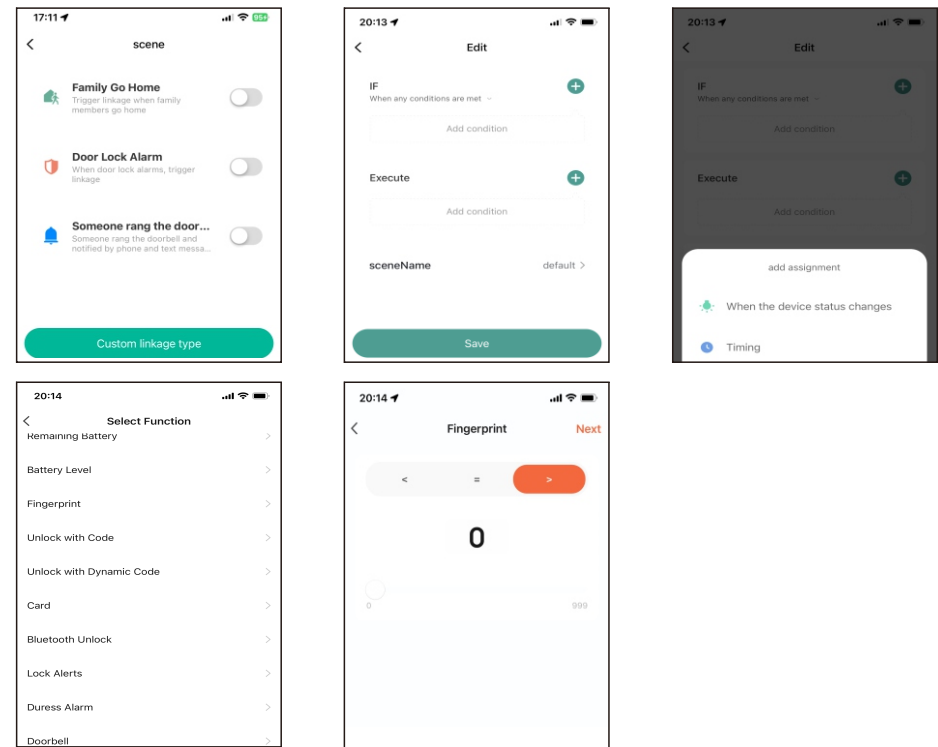 17:11
95+
scene
Family Go Home
Trigger linkage when family
members go home
Door Lock Alarm
When door lock alarms, trigger
linkage
Someone rang the door...
Someone rang the doorbell and
notified by phone and text messa...
Custom linkage type
20:13
Edit
IF
When any conditions are met
Add condition
Execute
Add condition
sceneName
default >
Save
20:13
Edit
IF
When any conditions are met
Add condition
Execute
Add condition
add assignment
When the device status changes
Timing
20:14
Select Function
Remaining Battery
Battery Level
Fingerprint
Unlock with Code
Unlock with Dynamic Code
Card
Bluetooth Unlock
Lock Alerts
Duress Alarm
Doorbell
20:14
Fingerprint
Next
< = >
0
0 999